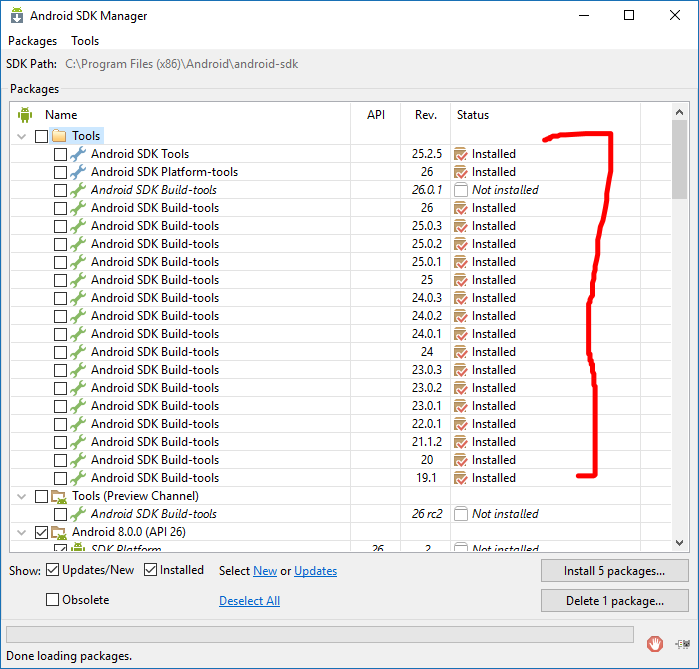 Android SDK Manager
Packages Tools
SDK Path: C:\Program Files (x86)\Android\android-sdk
Packages
Name API Rev. Status
Tools
Android SDK Tools 25.2.5 Installed
Android SDK Platform-tools 26 Installed
Android SDK Build-tools 26.0.1 Not installed
Android SDK Build-tools 26 Installed
Android SDK Build-tools 25.0.3 Installed
Android SDK Build-tools 25.0.2 Installed
Android SDK Build-tools 25.0.1 Installed
Android SDK Build-tools 25 Installed
Android SDK Build-tools 24.0.3 Installed
Android SDK Build-tools 24.0.2 Installed
Android SDK Build-tools 24.0.1 Installed
Android SDK Build-tools 24 Installed
Android SDK Build-tools 23.0.3 Installed
Android SDK Build-tools 23.0.2 Installed
Android SDK Build-tools 23.0.1 Installed
Android SDK Build-tools 22.0.1 Installed
Android SDK Build-tools 21.1.2 Installed
Android SDK Build-tools 20 Installed
Android SDK Build-tools 19.1 Installed
Tools (Preview Channel)
Android SDK Build-tools 26 rc2 Not installed
Android 8.0.0 (API 26)
SDK Platform 26 2 Not installed
Show: Updates/New Installed Select New or Updates Install 5 packages...
Obsolete Deselect All Delete 1 package...
Done loading packages.